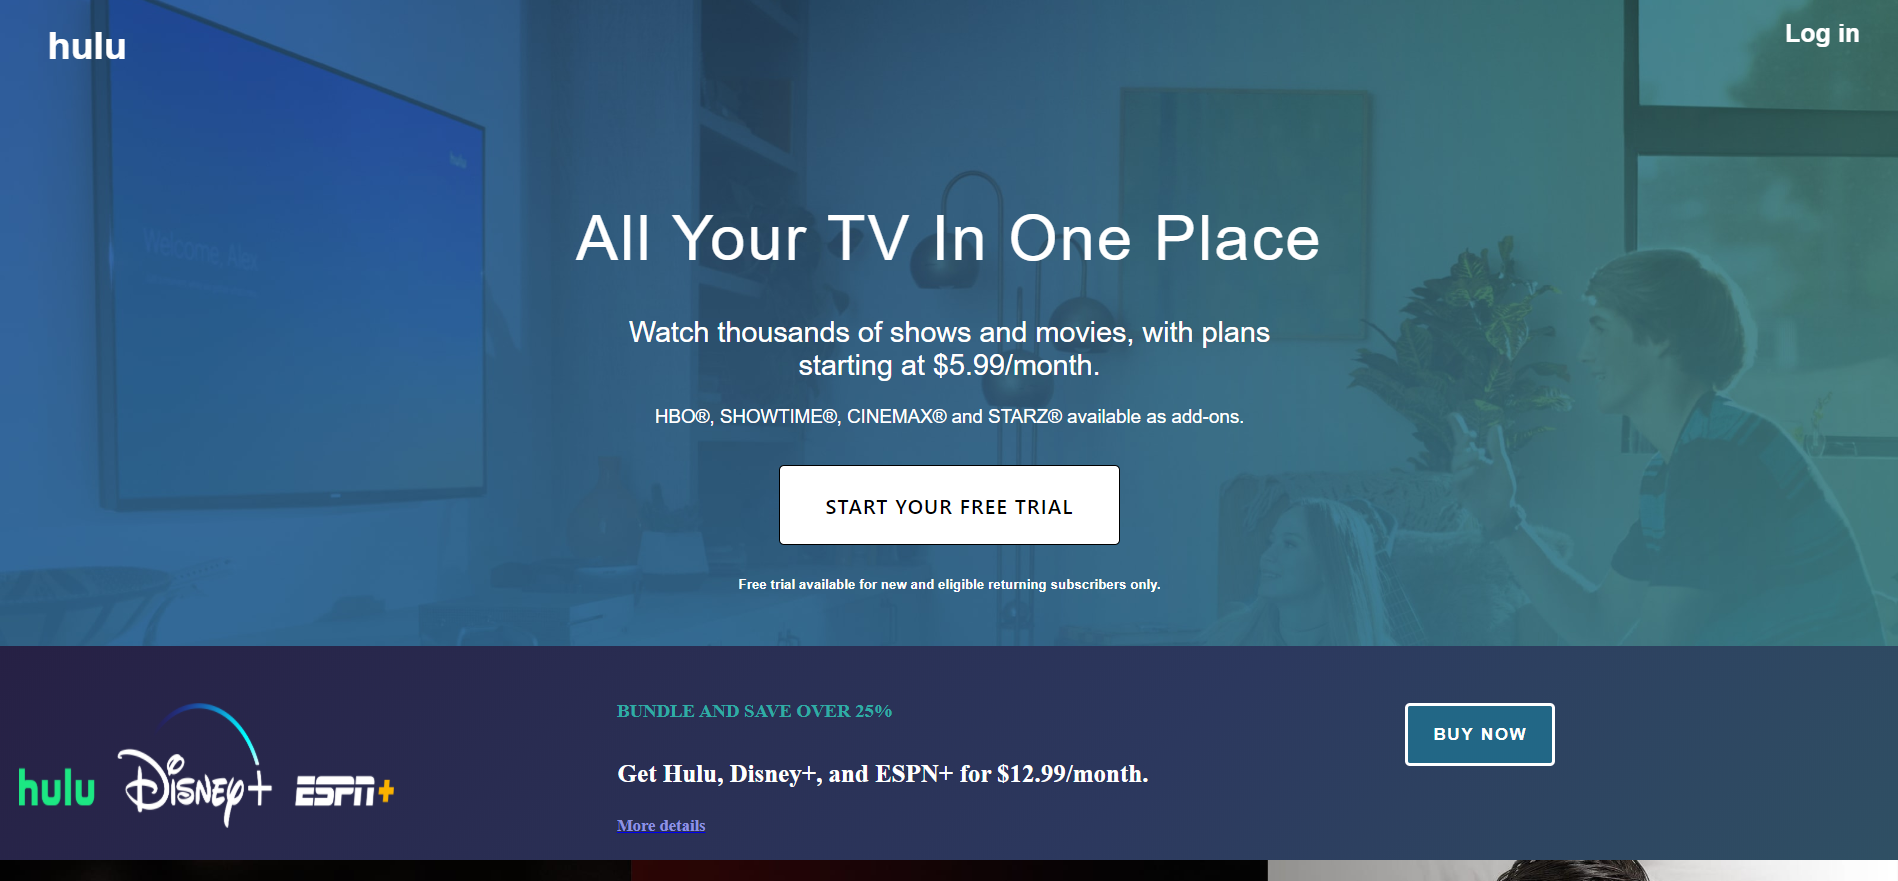 hulu
Log in
hulu
Welcome, Alex
All Your TV In One Place
Watch thousands of shows and movies, with plans
starting at $5.99/month.
HBO®, SHOWTIME®, CINEMAX® and STARZ® available as add-ons.
START YOUR FREE TRIAL
Free trial available for new and eligible returning subscribers only.
hulu Disney+ ESPN+
BUNDLE AND SAVE OVER 25%
Get Hulu, Disney+, and ESPN+ for $12.99/month.
More details
BUY NOW